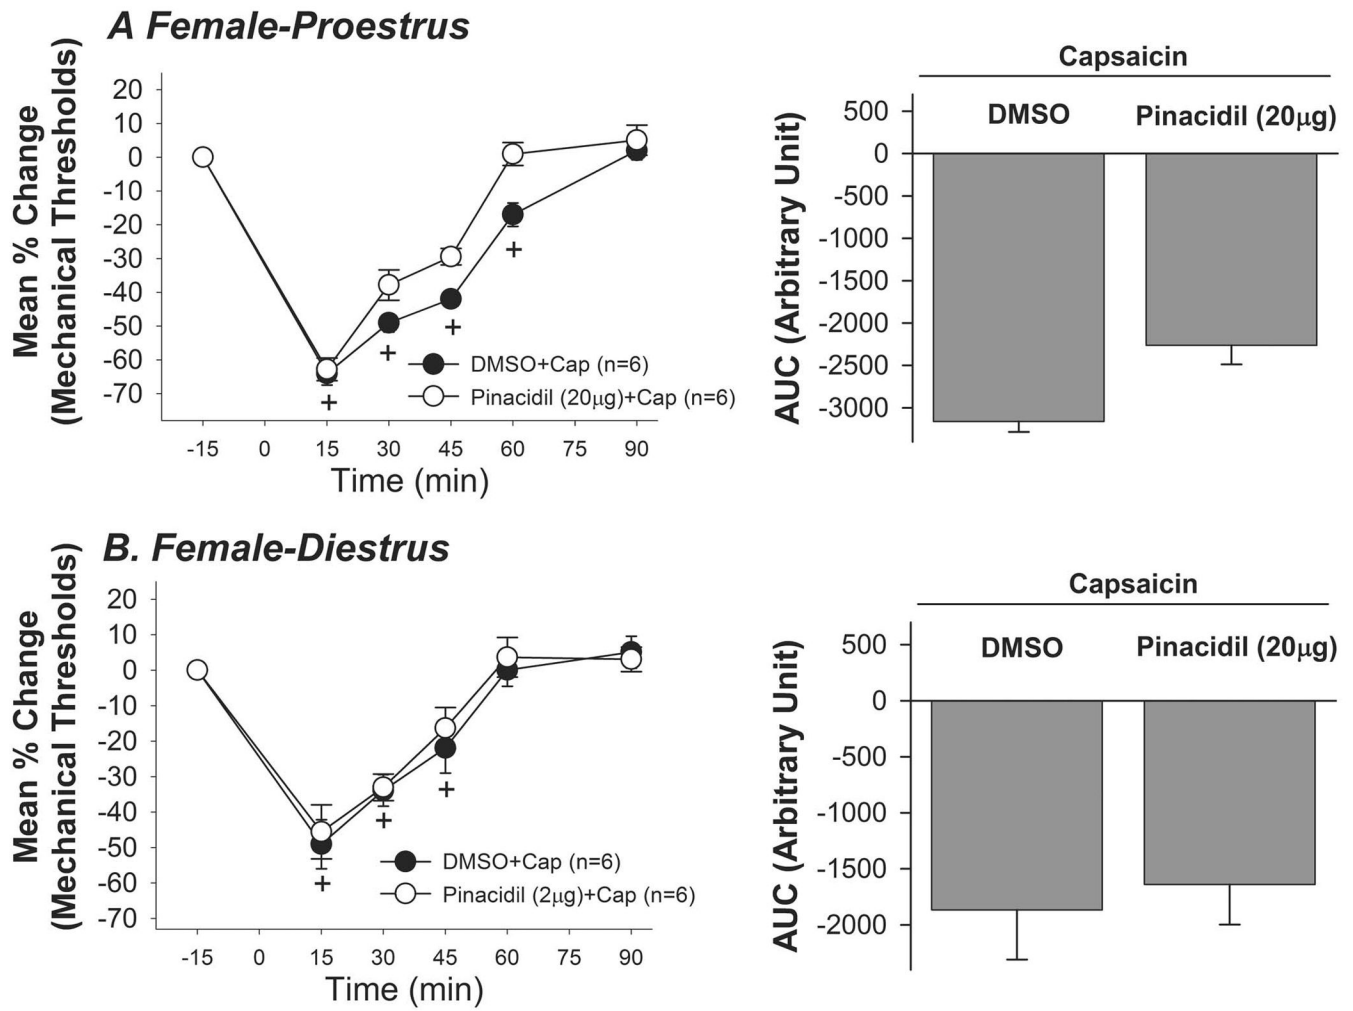 A Female-Proestrus
Mean % Change
(Mechanical Thresholds)
20
10
0
-10
-20
-30
-40
-50
-60
-70
+
+
+
+
DMSO+Cap (n=6)
Pinacidil (20µg)+Cap (n=6)
-15 0 15 30 45 60 75 90
Time (min)
Capsaicin
DMSO Pinacidil (20µg)
AUC (Arbitrary Unit)
500
0
-500
-1000
-1500
-2000
-2500
-3000
B. Female-Diestrus
Mean % Change
(Mechanical Thresholds)
20
10
0
-10
-20
-30
-40
-50
-60
-70
+
+
+
DMSO+Cap (n=6)
Pinacidil (2µg)+Cap (n=6)
-15 0 15 30 45 60 75 90
Time (min)
Capsaicin
DMSO Pinacidil (20µg)
AUC (Arbitrary Unit)
500
0
-500
-1000
-1500
-2000